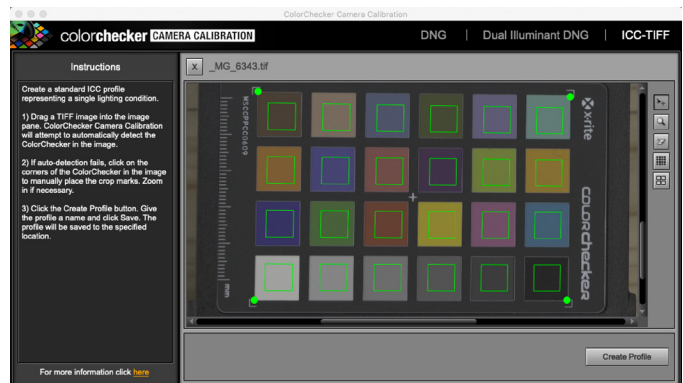 ColorChecker Camera Calibration
colorchecker CAMERA CALIBRATION
DNG | Dual Illuminant DNG | ICC-TIFF
Instructions
Create a standard ICC profile
representing a single lighting condition.
1) Drag a TIFF image into the image
pane. ColorChecker Camera Calibration
will attempt to automatically detect the
ColorChecker in the image.
2) If auto-detection fails, click on the
corners of the ColorChecker in the image
to manually place the crop marks. Zoom
in if necessary.
3) Click the Create Profile button. Give
the profile a name and click Save. The
profile will be saved to the specified
location.
For more information click here
X _MG_6343.tif
MSCCPPCC0609
mm
x-rite
colorchecker
Create Profile